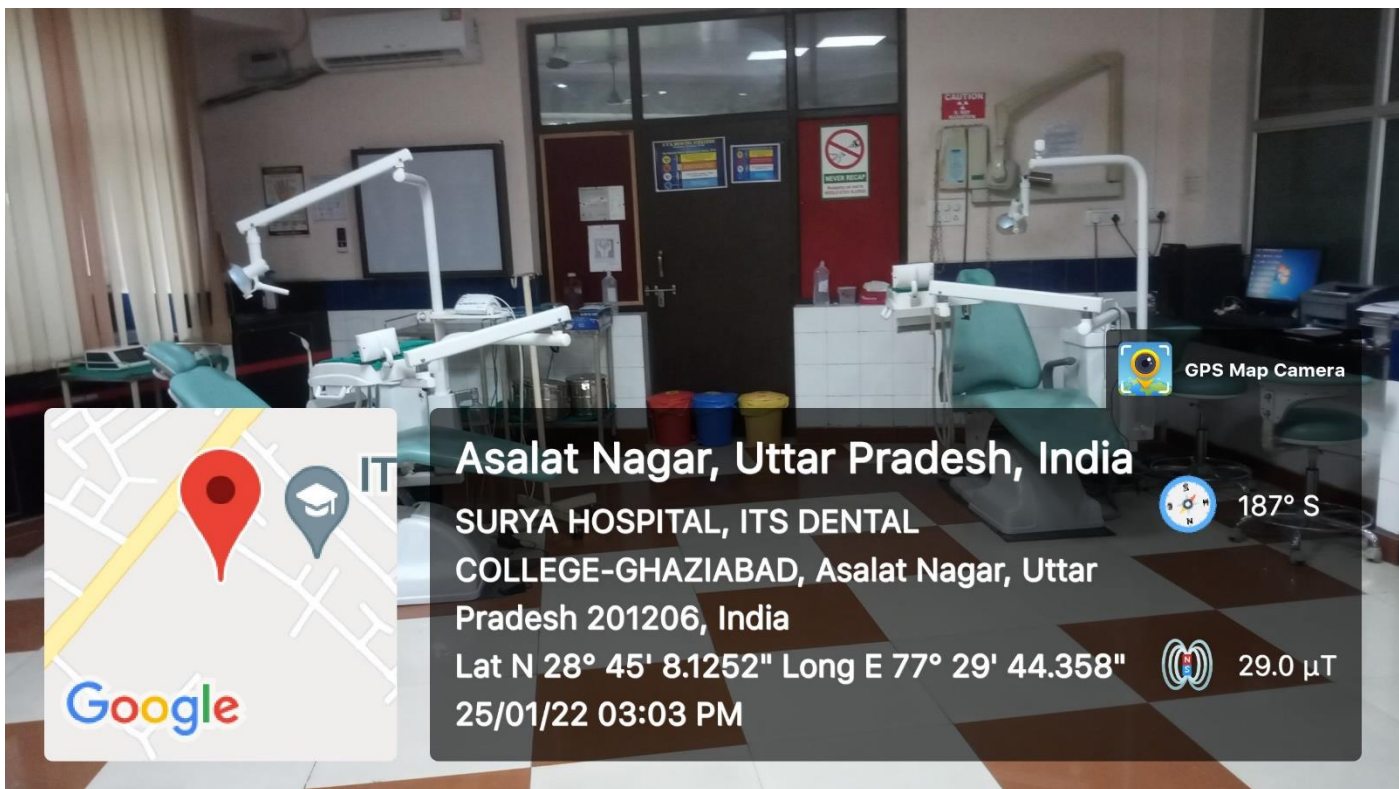 CAUTION
NEVER RECAP
GPS Map Camera
IT
Google
Asalat Nagar, Uttar Pradesh, India
SURYA HOSPITAL, ITS DENTAL
COLLEGE-GHAZIABAD, Asalat Nagar, Uttar
Pradesh 201206, India
Lat N 28° 45' 8.1252" Long E 77° 29' 44.358"
25/01/22 03:03 PM
187° S
29.0 μT